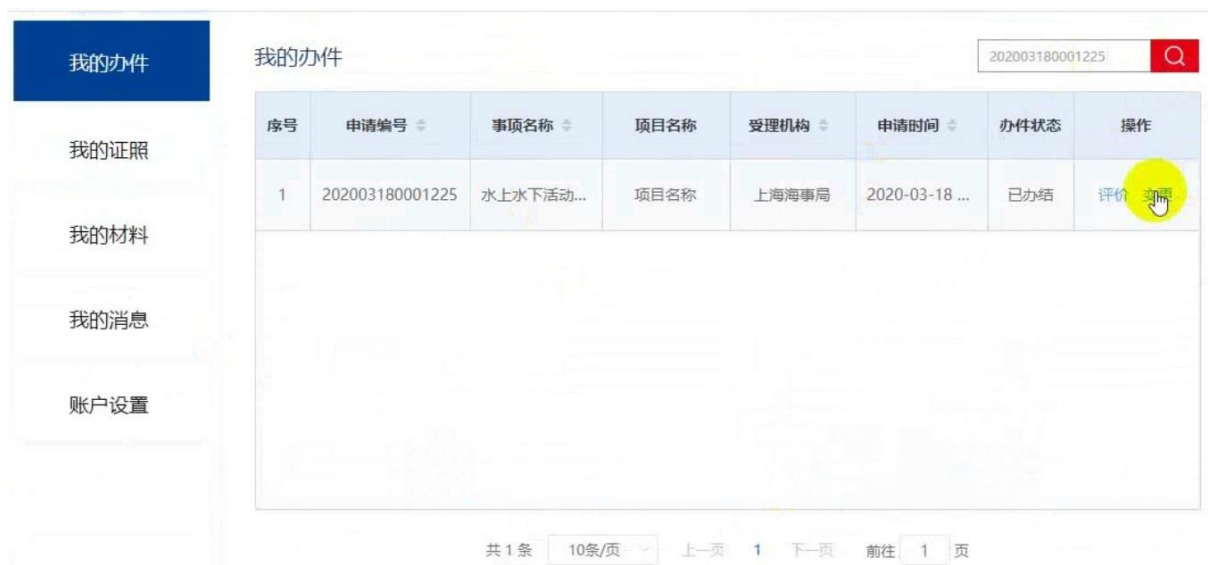 我的办件
我的证照
我的材料
我的消息
账户设置
我的办件
202003180001225
序号 申请编号 事项名称 项目名称 受理机构 申请时间 办件状态 操作
1 202003180001225 水上水下活动... 项目名称 上海海事局 2020-03-18 ... 已办结 评价 变更
共 1 条 10条/页 上一页 1 下一页 前往 1 页